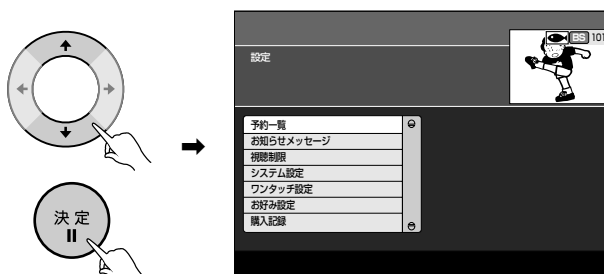 BS 101
設定
予約一覧
お知らせメッセージ
視聴制限
システム設定
ワンタッチ設定
お好み設定
購入記録
決定